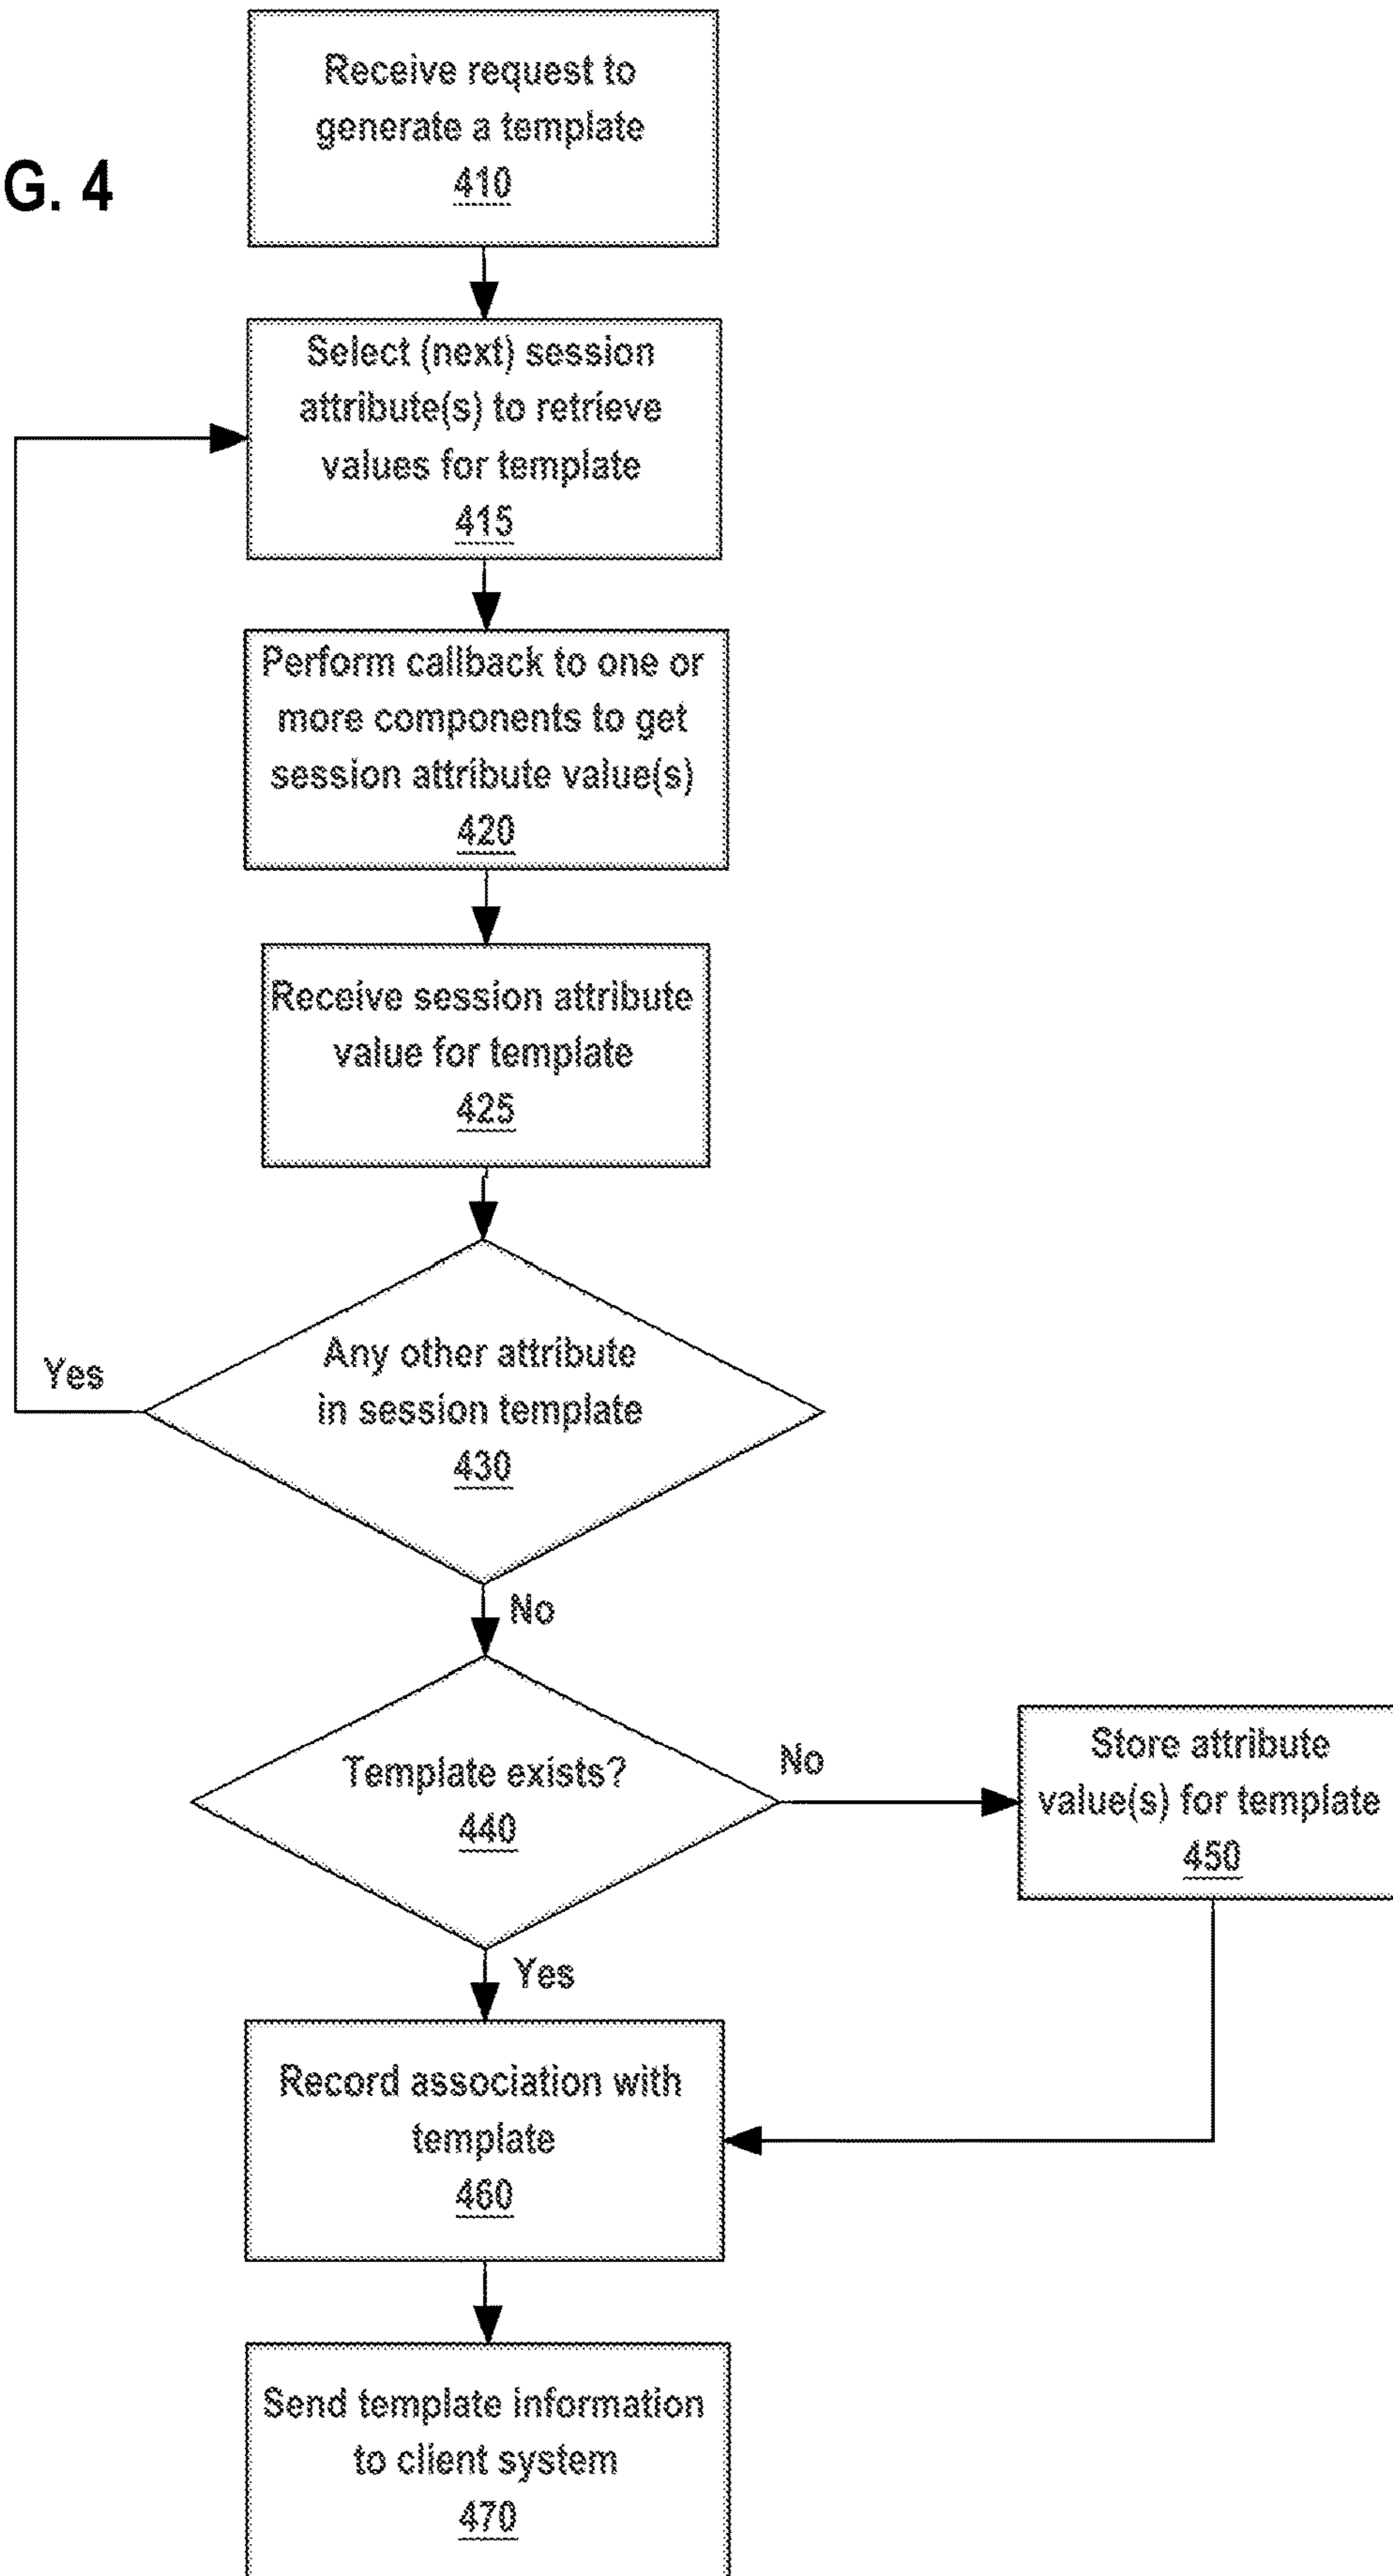 G. 4
Receive request to
generate a template
410
Select (next) session
attribute(s) to retrieve
values for template
415
Perform callback to one or
more components to get
session attribute value(s)
420
Receive session attribute
value for template
425
Any other attribute
in session template
430
Yes
No
Template exists?
440
No
Store attribute
value(s) for template
450
Yes
Record association with
template
460
Send template information
to client system
470